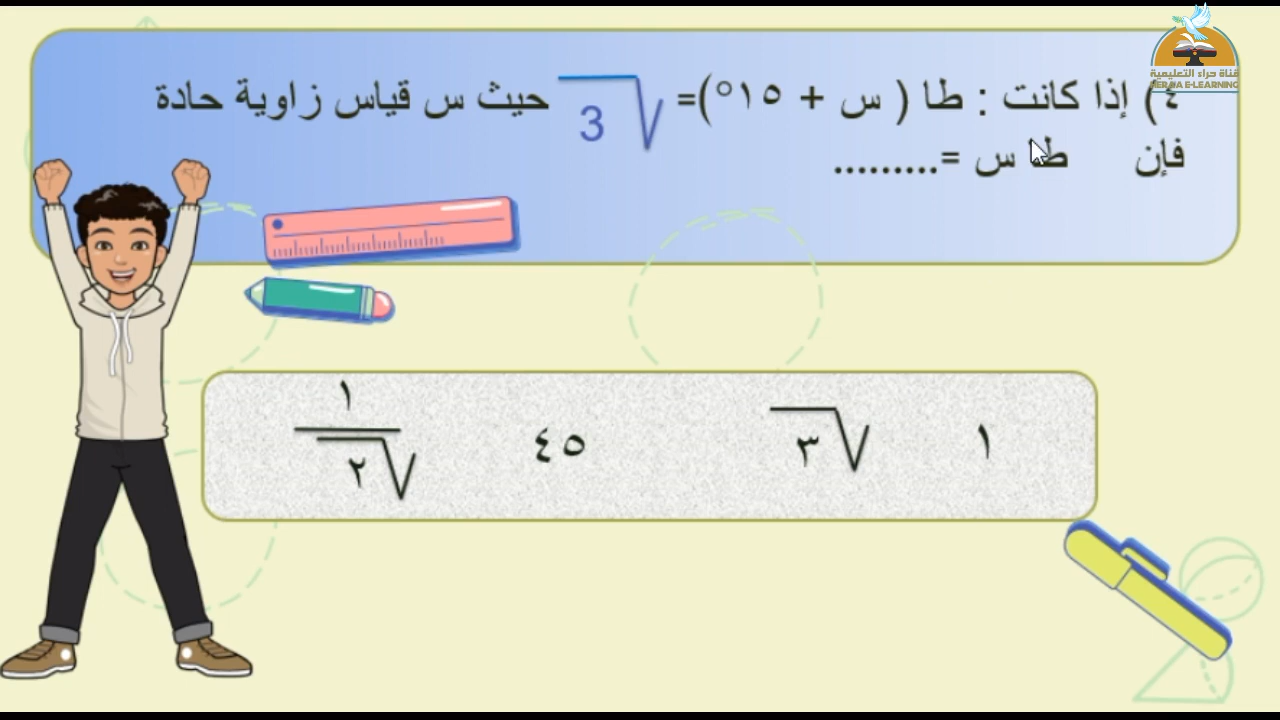 قناة حراء التعليمية
HERAA E-LEARNING
٤) إذا كانت : طا ( س + ١٥°)= √3 حيث س قياس زاوية حادة
فإن طا س =.........
١ √٣ ٤٥ ١/√٢